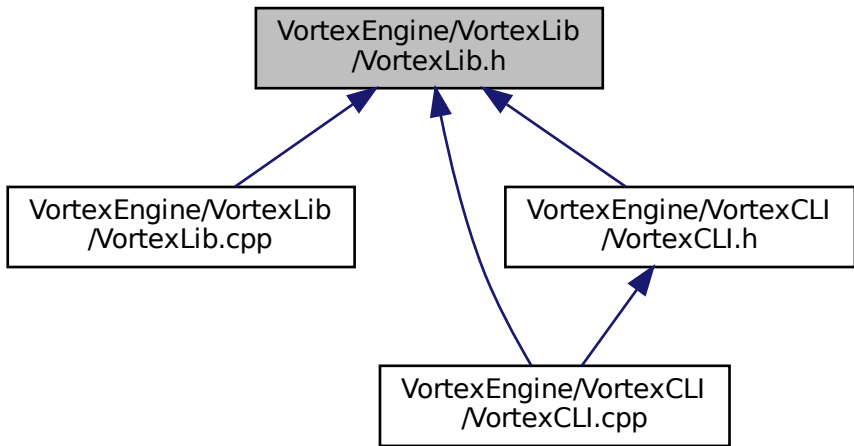 VortexEngine/VortexLib
/VortexLib.h
VortexEngine/VortexLib
/VortexLib.cpp
VortexEngine/VortexCLI
/VortexCLI.h
VortexEngine/VortexCLI
/VortexCLI.cpp